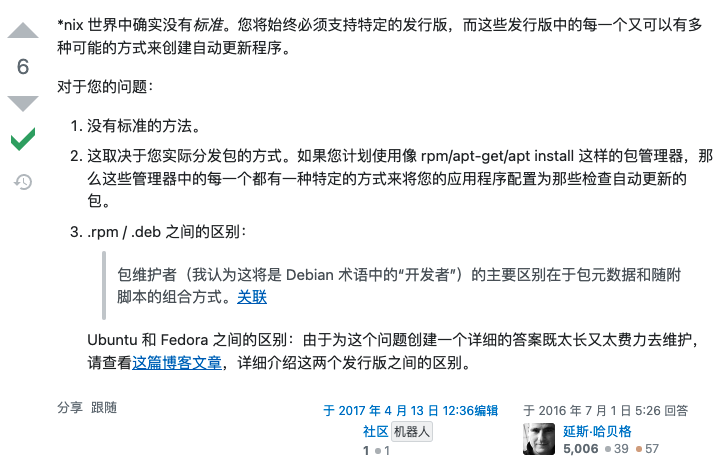 *nix 世界中确实没有标准。您将始终必须支持特定的发行版，而这些发行版中的每一个又可以有多
种可能的方式来创建自动更新程序。
6
对于您的问题：
1. 没有标准的方法。
2. 这取决于您实际分发包的方式。如果您计划使用像 rpm/apt-get/apt install 这样的包管理器，那
么这些管理器中的每一个都有一种特定的方式来将您的应用程序配置为那些检查自动更新的
包。
3. .rpm / .deb 之间的区别：
包维护者（我认为这将是 Debian 术语中的“开发者”）的主要区别在于包元数据和随附
脚本的组合方式。关联
Ubuntu 和 Fedora 之间的区别：由于为这个问题创建一个详细的答案既太长又太费力去维护，
请查看这篇博客文章，详细介绍这两个发行版之间的区别。
分享 跟随
于 2017 年 4 月 13 日 12:36编辑
社区 机器人
1 ●1
于 2016 年 7 月 1 日 5:26 回答
延斯·哈贝格
5,006 ●39 ●57